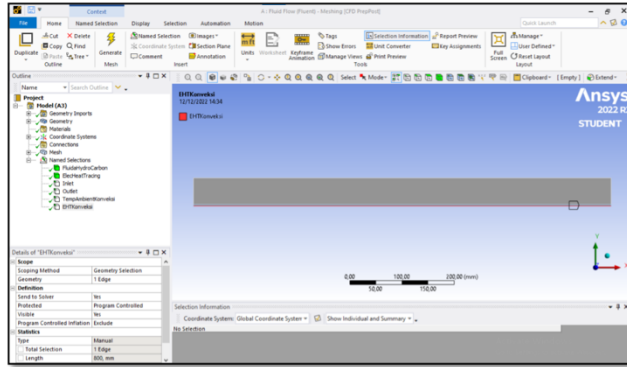 Context
A : Fluid Flow (Fluent) - Meshing [CFD PrepPost]
File Home Named Selection Display Selection Automation Motion
Quick Launch
Duplicate
Cut
Delete
Copy
Find
Paste
Tree
Outline
Generate
Mesh
Named Selection
Coordinate System
Comment
Images
Section Plane
Annotation
Insert
Units
Worksheet
Keyframe Animation
Tags
Show Errors
Manage Views
Selection Information
Unit Converter
Print Preview
Report Preview
Key Assignments
Tools
Full Screen
Manage
User Defined
Reset Layout
Layout
Outline
Name
Search Outline
Select Mode
Clipboard
[Empty]
Extend
Project
Model (A3)
Geometry Imports
Geometry
Materials
Coordinate Systems
Connections
Mesh
Named Selections
FluidaHydroCarbon
ElecHeatTracing
Inlet
Outlet
TempAmbientKonveksi
EHTKonveksi
EHTKonveksi
12/12/2022 14:34
EHTKonveksi
Ansys
2022 R
STUDENT
Y
0,00 100,00 200,00 (mm)
50,00 150,00
Details of "EHTKonveksi"
Scope
Scoping Method Geometry Selection
Geometry 1 Edge
Definition
Send to Solver Yes
Protected Program Controlled
Visible Yes
Program Controlled Inflation Exclude
Statistics
Type Manual
Total Selection 1 Edge
Length 800, mm
Selection Information
Coordinate System: Global Coordinate System
Show Individual and Summary
No Selection